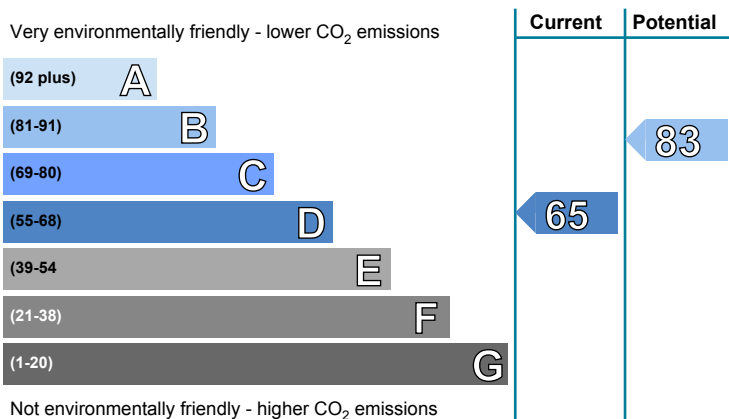 Current Potential
Very environmentally friendly - lower CO2 emissions
(92 plus) A
(81-91) B
83
(69-80) C
(55-68) D
65
(39-54 E
(21-38) F
(1-20) G
Not environmentally friendly - higher CO2 emissions